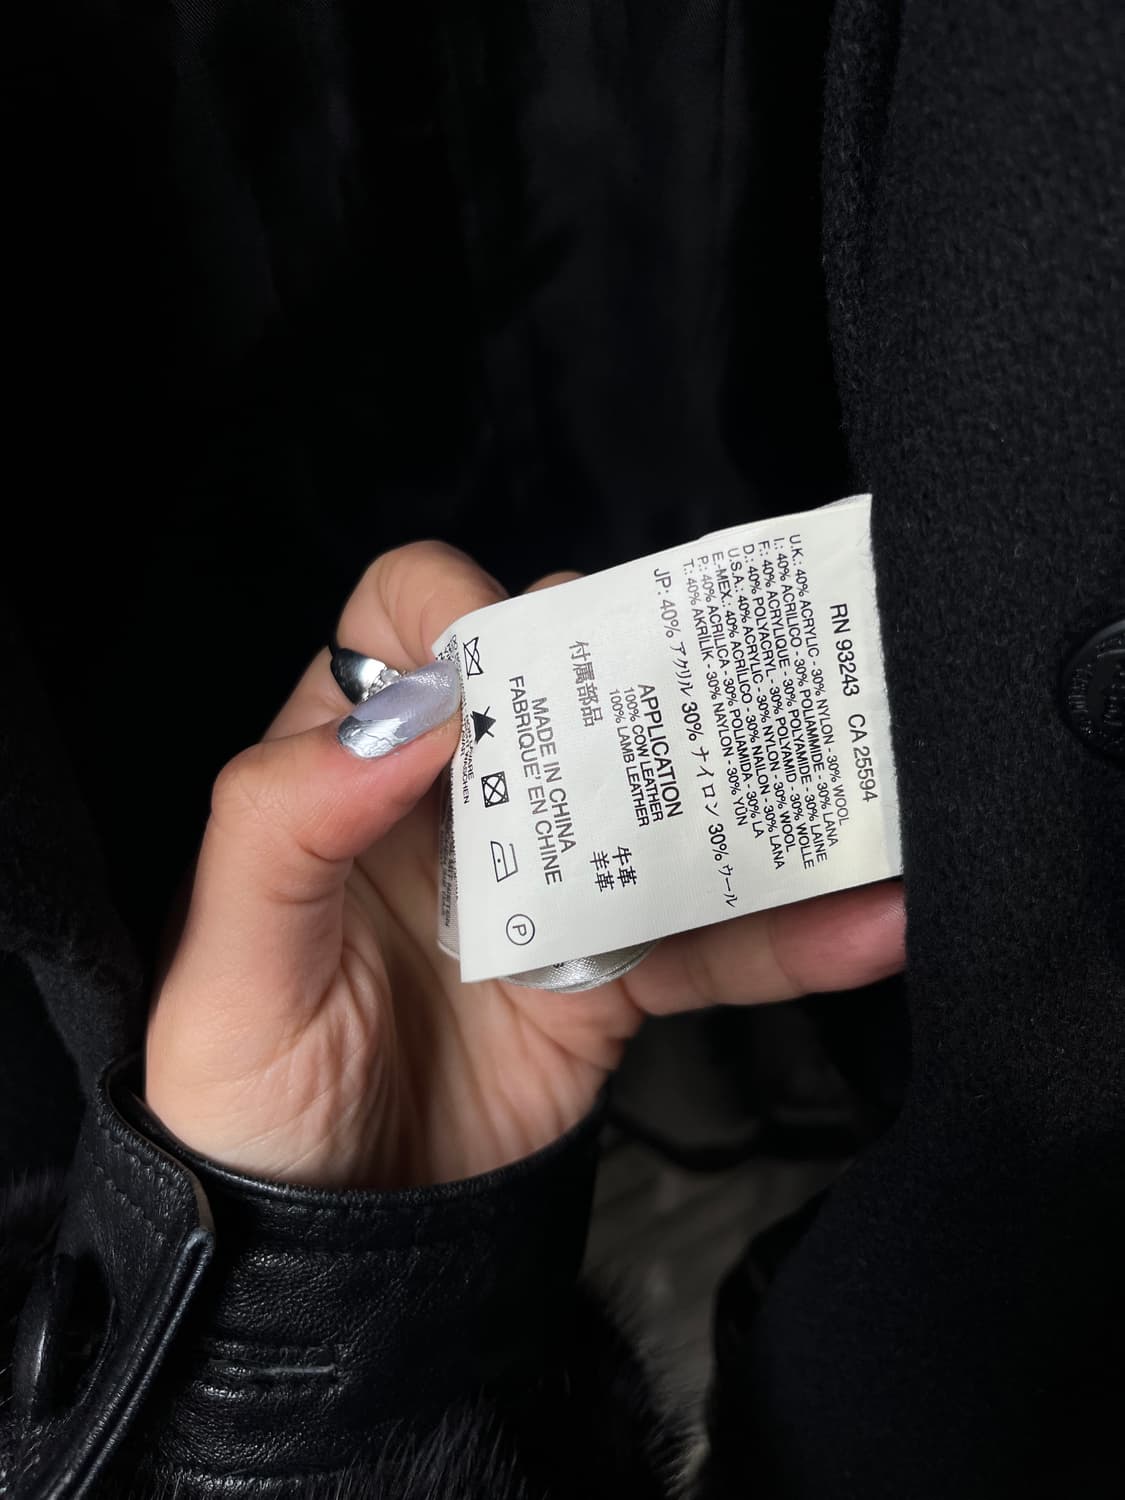 RN 93243 CA 25594
U.K.: 40% ACRYLIC - 30% NYLON - 30% WOOL
I.: 40% ACRILICO - 30% POLIAMMIDE - 30% LANA
F.: 40% ACRYLIQUE - 30% POLYAMIDE - 30% LAINE
D.: 40% POLYACRYL - 30% POLYAMID - 30% WOLLE
U.S.A.: 40% ACRYLIC - 30% NYLON - 30% WOOL
E.-MEX.: 40% ACRILICO - 30% NAILON - 30% LANA
P.: 40% ACRILICA - 30% POLIAMIDA - 30% LA
T.: 40% AKRİLİK - 30% NAYLON - 30% YÜN
JP: 40% アクリル 30% ナイロン 30% ウール
APPLICATION
100% COW LEATHER 牛革
100% LAMB LEATHER 羊革
付属部品
MADE IN CHINA
FABRIQUE' EN CHINE
P